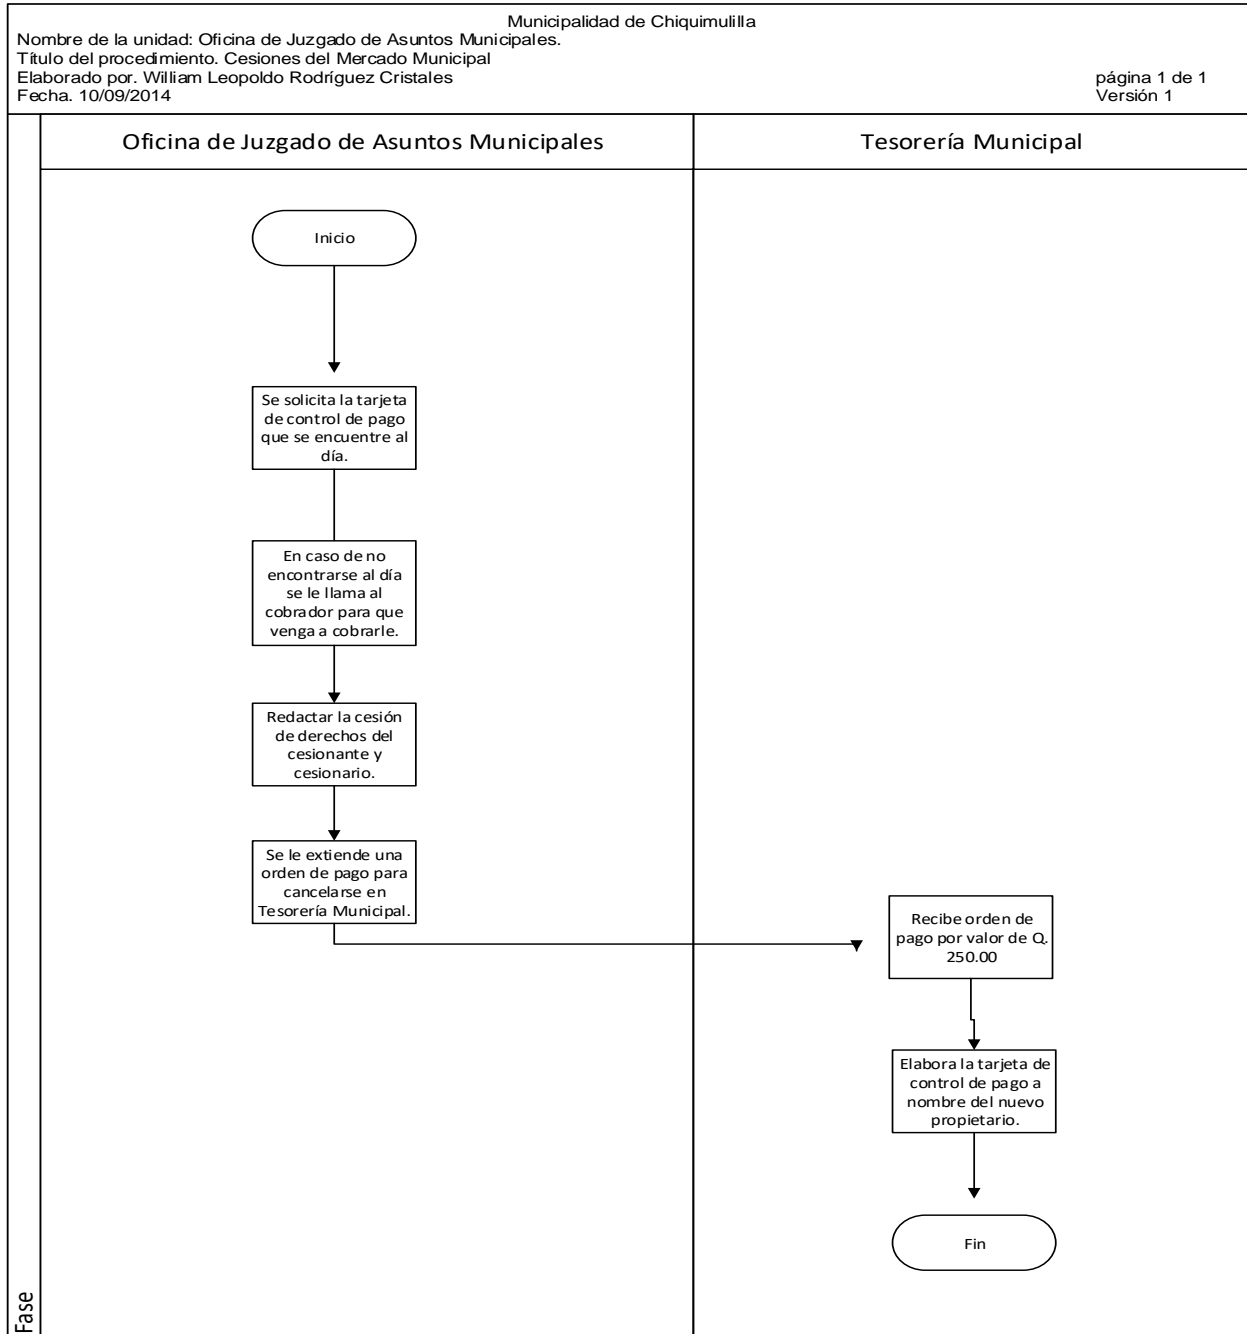 Municipalidad de Chiquimulilla
Nombre de la unidad: Oficina de Juzgado de Asuntos Municipales.
Título del procedimiento. Cesiones del Mercado Municipal
Elaborado por. William Leopoldo Rodríguez Cristales
página 1 de 1
Fecha. 10/09/2014
Versión 1
Oficina de Juzgado de Asuntos Municipales
Tesorería Municipal
Inicio
Se solicita la tarjeta
de control de pago
que se encuentre al
día.
En caso de no
encontrarse al día
se le llama al
cobrador para que
venga a cobrarle.
Redactar la cesión
de derechos del
cesionante y
cesionario.
Se le extiende una
orden de pago para
cancelarse en
Tesorería Municipal.
Recibe orden de
pago por valor de Q.
250.00
Elabora la tarjeta de
control de pago a
nombre del nuevo
propietario.
Fin
Fase